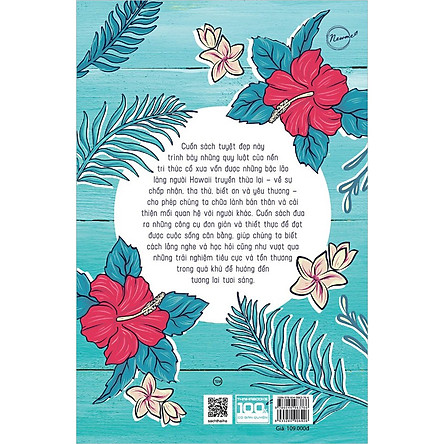 Newme
Cuốn sách tuyệt đẹp này
trình bày những quy luật của nền
tri thức cổ xưa vốn được những bậc lão
làng người Hawaii truyền thừa lại – về sự
chấp nhận, tha thứ, biết ơn và yêu thương –
cho phép chúng ta chữa lành bản thân và cải
thiện mối quan hệ với người khác. Cuốn sách đưa
ra những công cụ đơn giản và thiết thực để đạt
được cuộc sống cân bằng, giúp chúng ta biết
cách lắng nghe và học hỏi cũng như vượt qua
những trải nghiệm tiêu cực và tổn thương
trong quá khứ để hướng đến
tương lai tươi sáng.
100%
Giá: 109.000đ